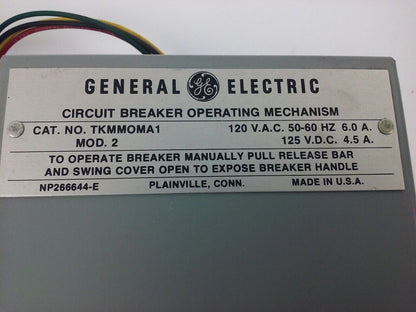 GENERAL GE ELECTRIC
CIRCUIT BREAKER OPERATING MECHANISM
CAT. NO. TKMMOMA1 120 V.A.C. 50-60 HZ 6.0 A.
MOD. 2 125 V.D.C. 4.5 A.
TO OPERATE BREAKER MANUALLY PULL RELEASE BAR
AND SWING COVER OPEN TO EXPOSE BREAKER HANDLE
NP266644-E PLAINVILLE, CONN. MADE IN U.S.A.